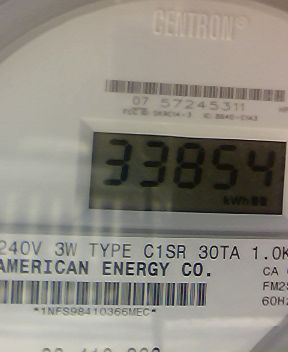 CENTRON®
07 57245311
33854
kWh
240V 3W TYPE C1SR 30TA 1.0K
AMERICAN ENERGY CO.
CA
FM2S
60HZ
*1NFS98410366MEC*